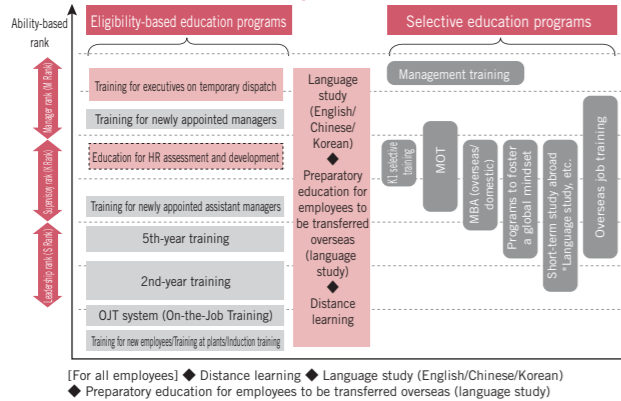 Ability-based
rank
Eligibility-based education programs
Selective education programs
Manager rank (M Rank)
Supervisory rank (K Rank)
Leadership rank (S Rank)
Training for executives on temporary dispatch
Training for newly appointed managers
Education for HR assessment and development
Training for newly appointed assistant managers
5th-year training
2nd-year training
OJT system (On-the-Job Training)
Training for new employees/Training at plants/Induction training
Language
study
(English/
Chinese/
Korean)
◆
Preparatory
education for
employees to
be transferred
overseas
(language
study)
◆
Distance
learning
Management training
K1 selective
training
MOT
MBA (overseas/
domestic)
Programs to foster
a global mindset
Short-term study abroad
*Language study, etc.
Overseas job training
[For all employees] ◆ Distance learning ◆ Language study (English/Chinese/Korean)
◆ Preparatory education for employees to be transferred overseas (language study)